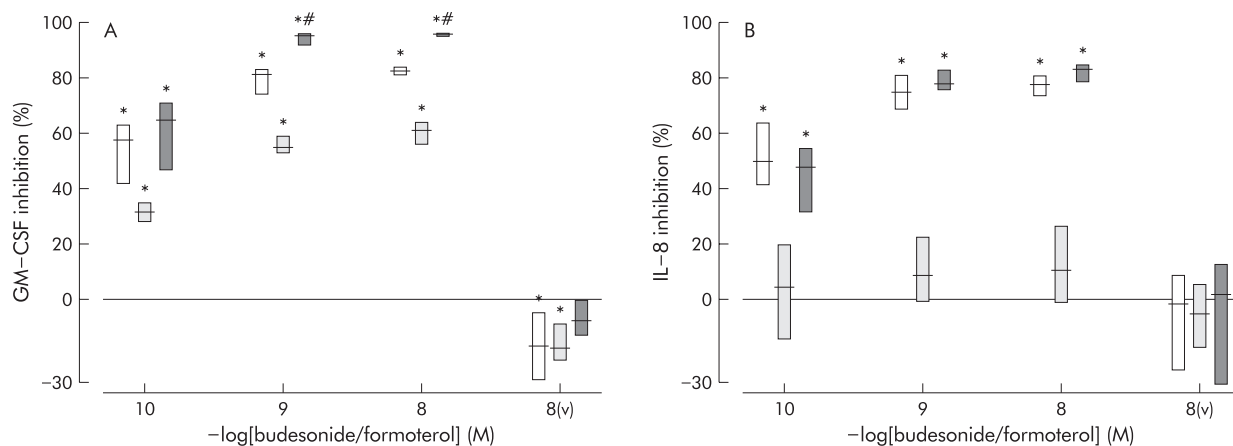 A
100
80
60
40
20
0
−30
GM−CSF inhibition (%)
* * *
* * *#
* * *#
* *
10 9 8 8(v)
−log[budesonide/formoterol] (M)
B
100
80
60
40
20
0
−30
IL−8 inhibition (%)
* *
* *
* *
10 9 8 8(v)
−log[budesonide/formoterol] (M)